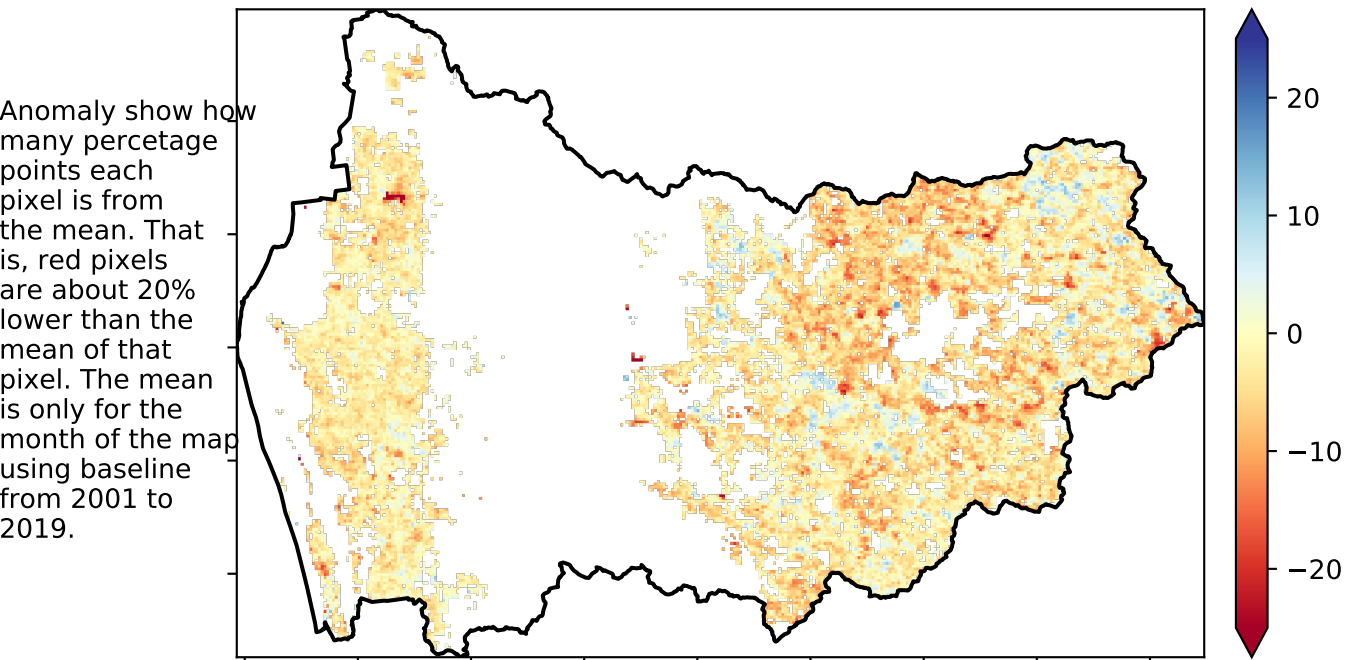 Anomaly show how
many percetage
points each
pixel is from
the mean. That
is, red pixels
are about 20%
lower than the
mean of that
pixel. The mean
is only for the
month of the map
using baseline
from 2001 to
2019.
20
10
0
−10
−20